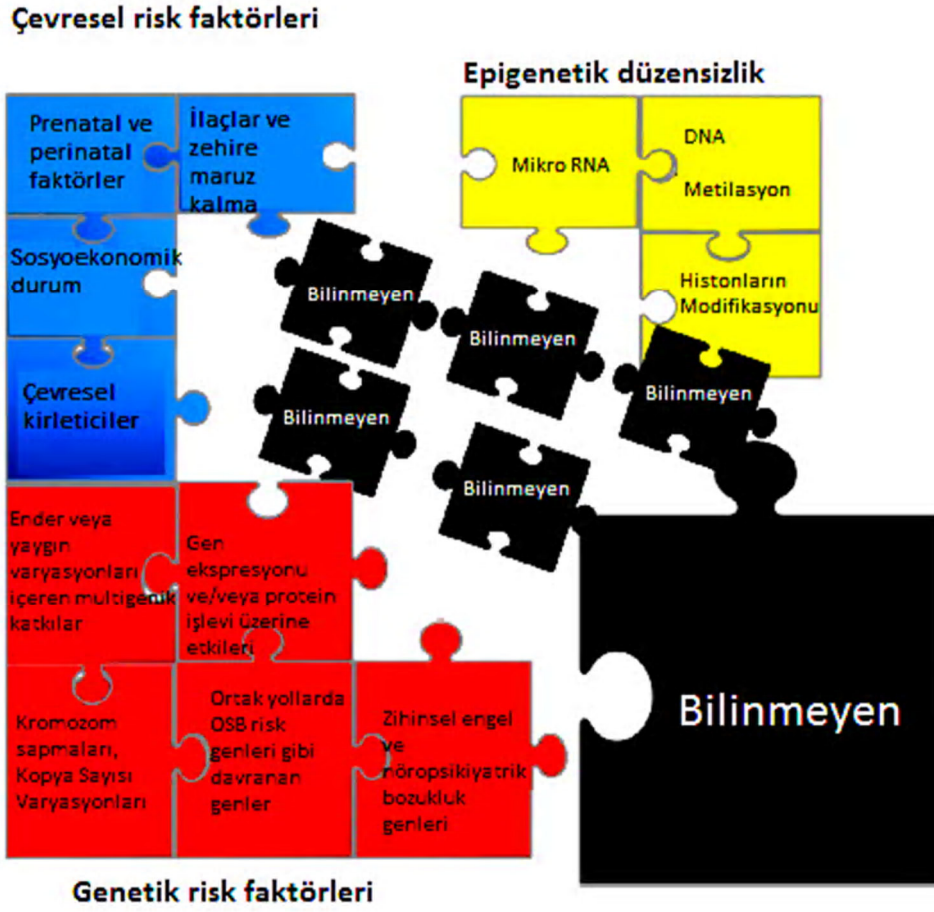 Çevresel risk faktörleri
Epigenetik düzensizlik
Prenatal ve
perinatal
faktörler
İlaçlar ve
zehire
maruz
kalma
Mikro RNA
DNA
Metilasyon
Sosyoekonomik
durum
Histonların
Modifikasyonu
Bilinmeyen
Bilinmeyen
Bilinmeyen
Bilinmeyen
Bilinmeyen
Çevresel
kirleticiler
Ender veya
yaygın
varyasyonları
içeren multigenik
katkılar
Gen
ekspresyonu
ve/veya protein
işlevi üzerine
etkileri
Kromozom
sapmaları,
Kopya Sayısı
Varyasyonları
Ortak yollarda
OSB risk
genleri gibi
davranan
genler
Zihinsel engel
ve
nöropsikiyatrik
bozukluk
genleri
Bilinmeyen
Genetik risk faktörleri